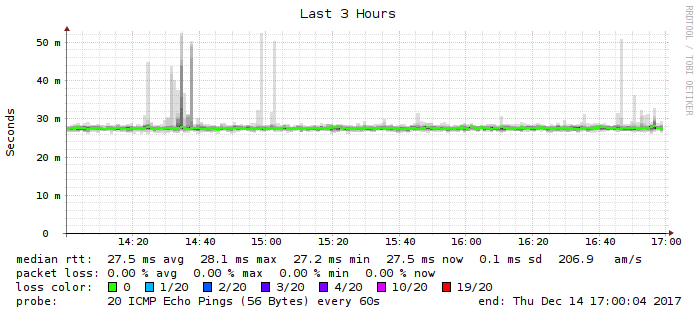 Last 3 Hours
RRDTOOL / TOBI OETIKER
Seconds
50 m
40 m
30 m
20 m
10 m
0
14:20 14:40 15:00 15:20 15:40 16:00 16:20 16:40 17:00
median rtt: 27.5 ms avg 28.1 ms max 27.2 ms min 27.5 ms now 0.1 ms sd 206.9 am/s
packet loss: 0.00 % avg 0.00 % max 0.00 % min 0.00 % now
loss color: 0 1/20 2/20 3/20 4/20 10/20 19/20
probe: 20 ICMP Echo Pings (56 Bytes) every 60s end: Thu Dec 14 17:00:04 2017